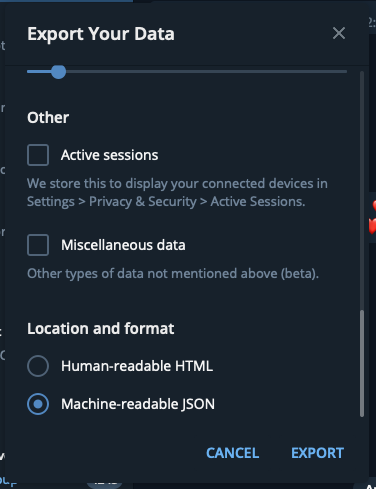 Export Your Data
Other
Active sessions
We store this to display your connected devices in
Settings > Privacy & Security > Active Sessions.
Miscellaneous data
Other types of data not mentioned above (beta).
Location and format
Human-readable HTML
Machine-readable JSON
CANCEL EXPORT